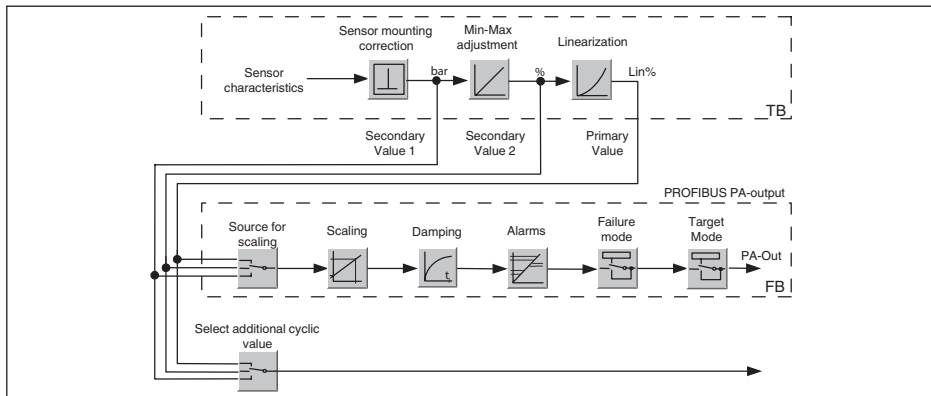 Sensor mounting
correction
Min-Max
adjustment
Linearization
Sensor
characteristics
bar
%
Lin%
TB
Secondary
Value 1
Secondary
Value 2
Primary
Value
PROFIBUS PA-output
Source for
scaling
Scaling
Damping
Alarms
Failure
mode
Target
Mode
t
PA-Out
FB
Select additional cyclic
value